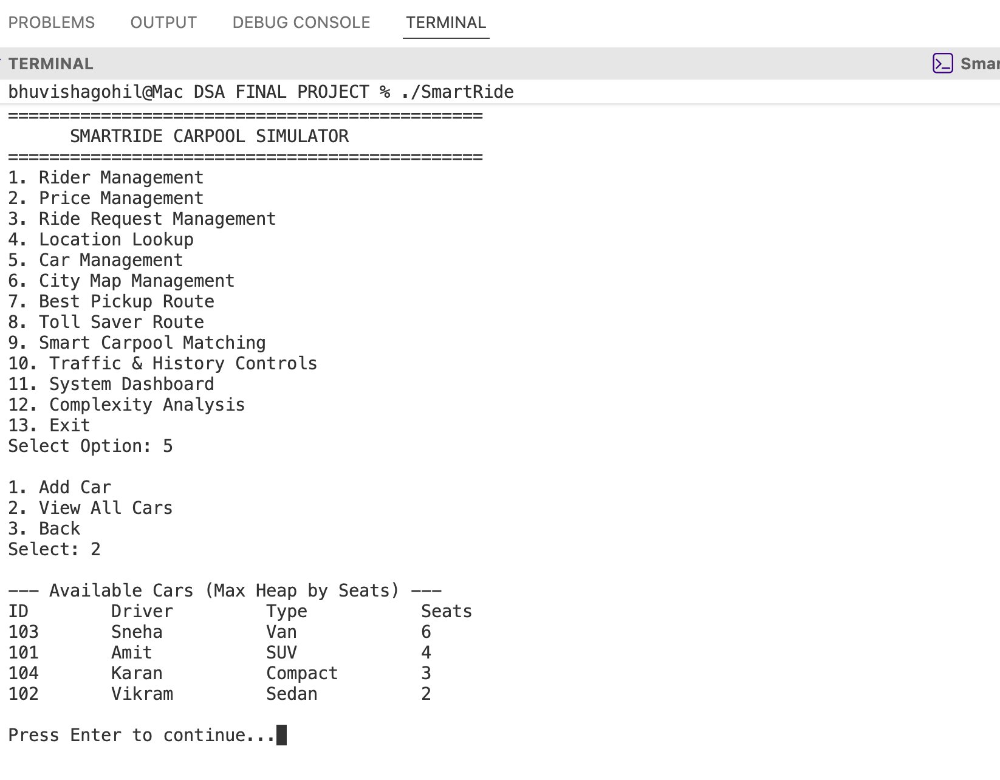 PROBLEMS OUTPUT DEBUG CONSOLE TERMINAL
TERMINAL Smar
bhuvishagohil@Mac DSA FINAL PROJECT % ./SmartRide
==============================================
SMARTRIDE CARPOOL SIMULATOR
==============================================
1. Rider Management
2. Price Management
3. Ride Request Management
4. Location Lookup
5. Car Management
6. City Map Management
7. Best Pickup Route
8. Toll Saver Route
9. Smart Carpool Matching
10. Traffic & History Controls
11. System Dashboard
12. Complexity Analysis
13. Exit
Select Option: 5
1. Add Car
2. View All Cars
3. Back
Select: 2
--- Available Cars (Max Heap by Seats) ---
ID Driver Type Seats
103 Sneha Van 6
101 Amit SUV 4
104 Karan Compact 3
102 Vikram Sedan 2
Press Enter to continue...